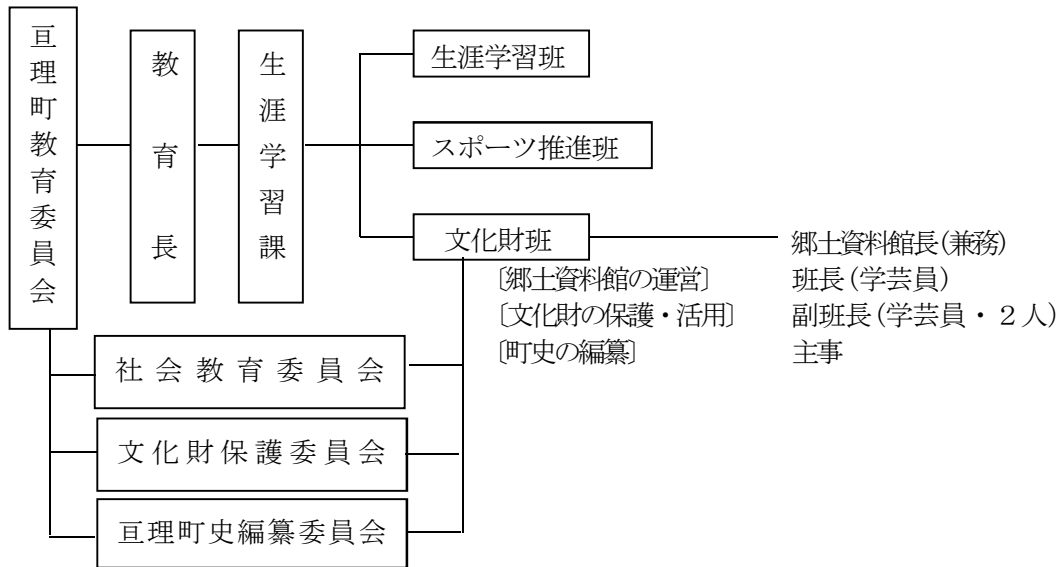 亘理町教育委員会
教育長
生涯学習課
生涯学習班
スポーツ推進班
文化財班
〔郷土資料館の運営〕
〔文化財の保護・活用〕
〔町史の編纂〕
郷土資料館長(兼務)
班長(学芸員)
副班長(学芸員・２人)
主事
社会教育委員会
文化財保護委員会
亘理町史編纂委員会